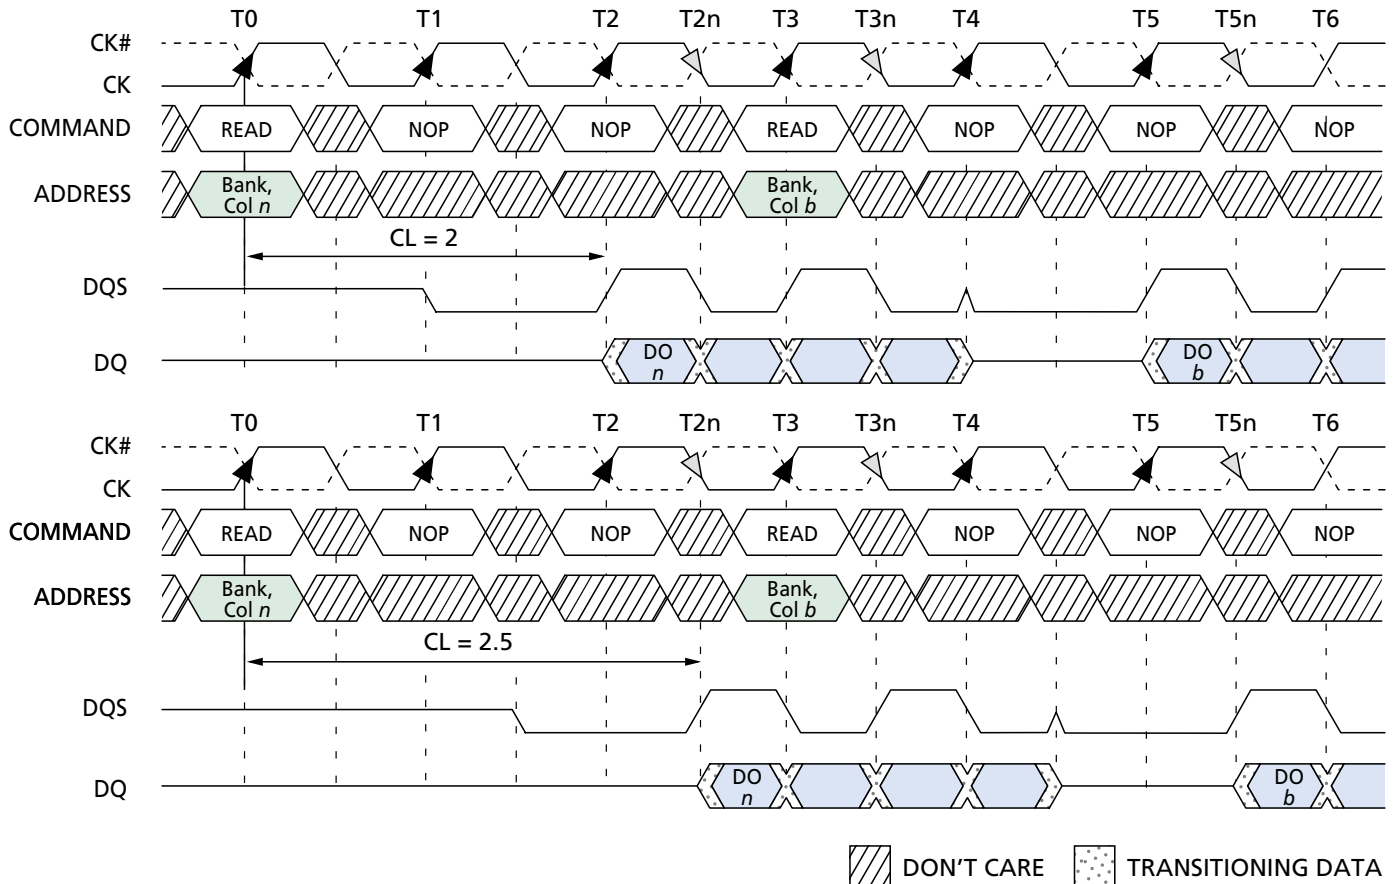 T0 T1 T2 T2n T3 T3n T4 T5 T5n T6
CK#
CK
COMMAND READ NOP NOP READ NOP NOP NOP
ADDRESS Bank, Col n Bank, Col b
CL = 2
DQS
DQ DO n DO b
T0 T1 T2 T2n T3 T3n T4 T5 T5n T6
CK#
CK
COMMAND READ NOP NOP READ NOP NOP NOP
ADDRESS Bank, Col n Bank, Col b
CL = 2.5
DQS
DQ DO n DO b
DON'T CARE TRANSITIONING DATA